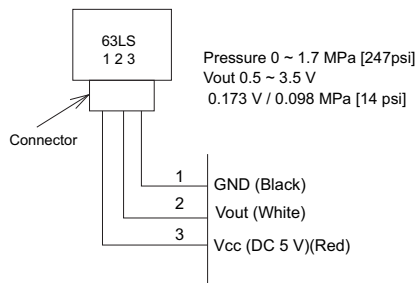 63LS
1 2 3
Pressure 0 ~ 1.7 MPa [247psi]
Vout 0.5 ~ 3.5 V
0.173 V / 0.098 MPa [14 psi]
Connector
1
GND (Black)
2
Vout (White)
3
Vcc (DC 5 V)(Red)